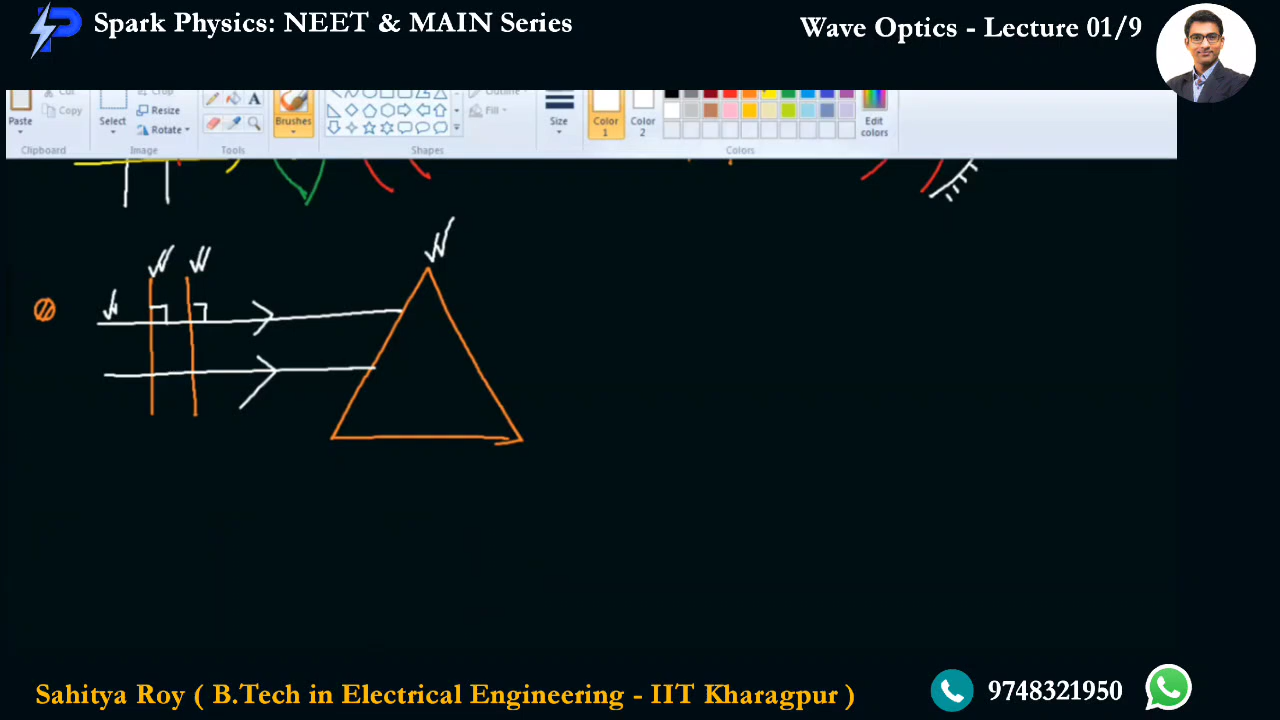 Spark Physics: NEET & MAIN Series
Wave Optics - Lecture 01/9
Cut
Crop
Outline
Copy
Resize
Fill
Paste
Select
Rotate
A
Brushes
Size
Color 1
Color 2
Edit colors
Clipboard
Image
Tools
Shapes
Colors
Sahitya Roy ( B.Tech in Electrical Engineering - IIT Kharagpur )
9748321950